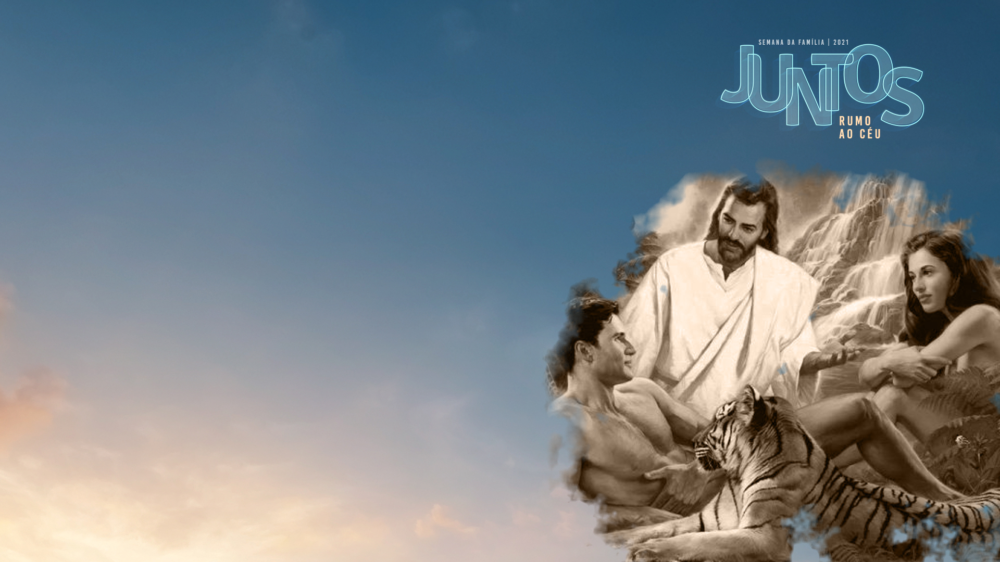 SEMANA DA FAMÍLIA | 2021
JUNTOS
RUMO
AO CÉU